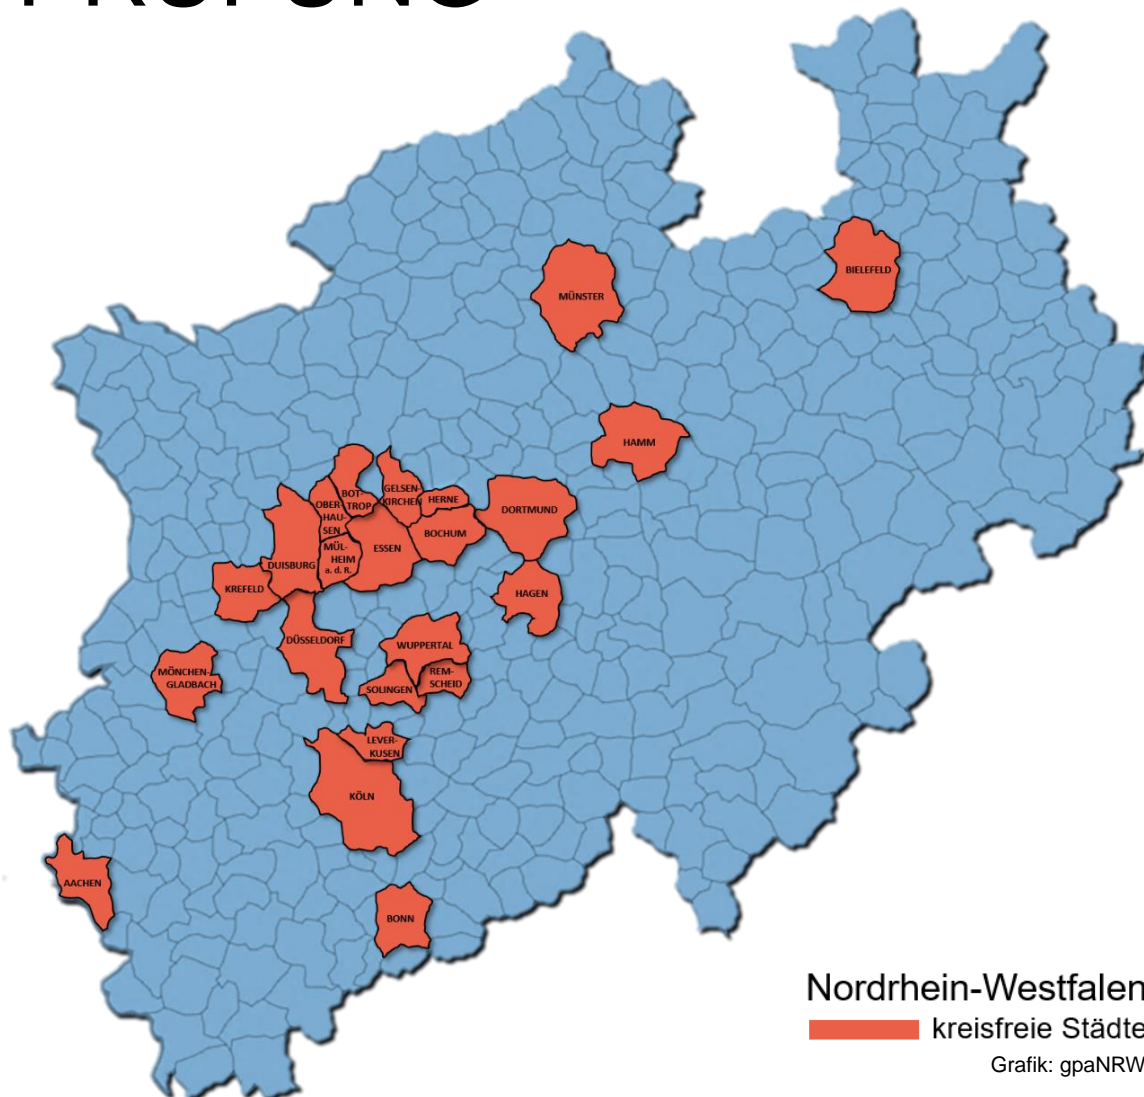 PRÜFUNG
MÜNSTER
BIELEFELD
HAMM
BOT-
TROP
GELSEN-
KIRCHEN
HERNE
OBER-
HAU-
SEN
DORTMUND
BOCHUM
ESSEN
MÜL-
HEIM
a. d. R.
DUISBURG
KREFELD
HAGEN
DÜSSELDORF
WUPPERTAL
MÖNCHEN-
GLADBACH
REM-
SCHEID
SOLINGEN
LEVER-
KUSEN
KÖLN
AACHEN
BONN
Nordrhein-Westfalen
kreisfreie Städte
Grafik: gpaNRW